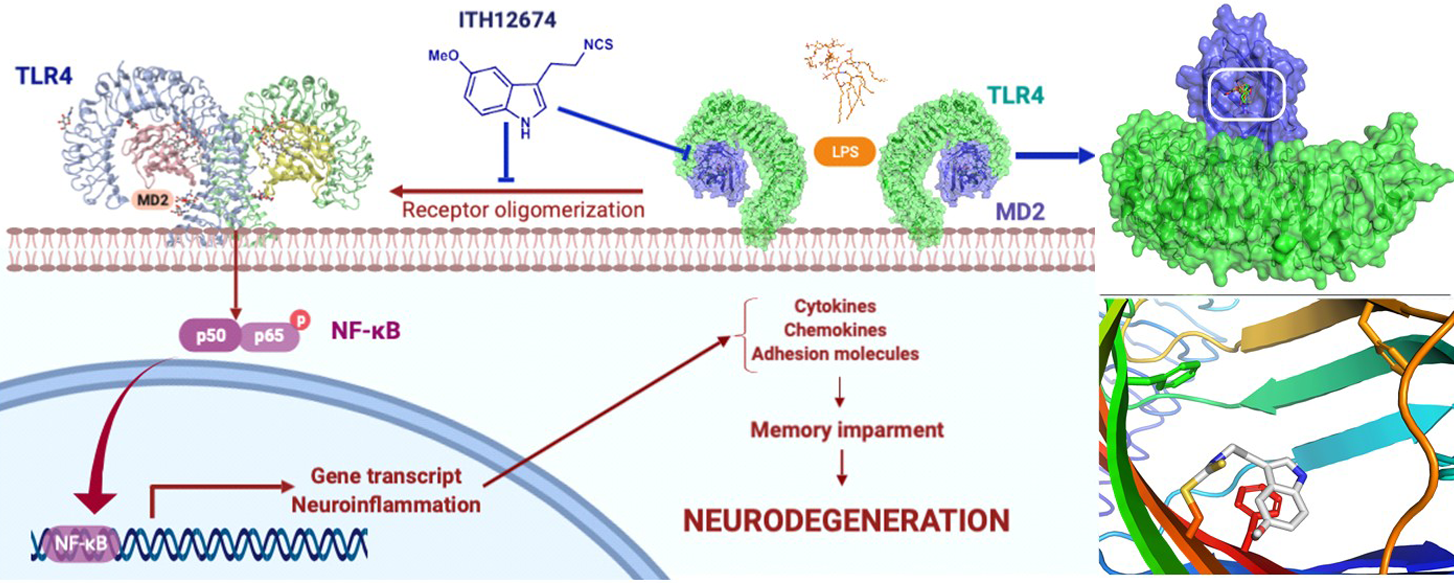 ITH12674
TLR4
MeO
NCS
N
H
MD2
Receptor oligomerization
LPS
TLR4
MD2
p50
p65
p
NF-κB
Cytokines
Chemokines
Adhesion molecules
Memory imparment
NEURODEGENERATION
Gene transcript
Neuroinflammation
NF-κB